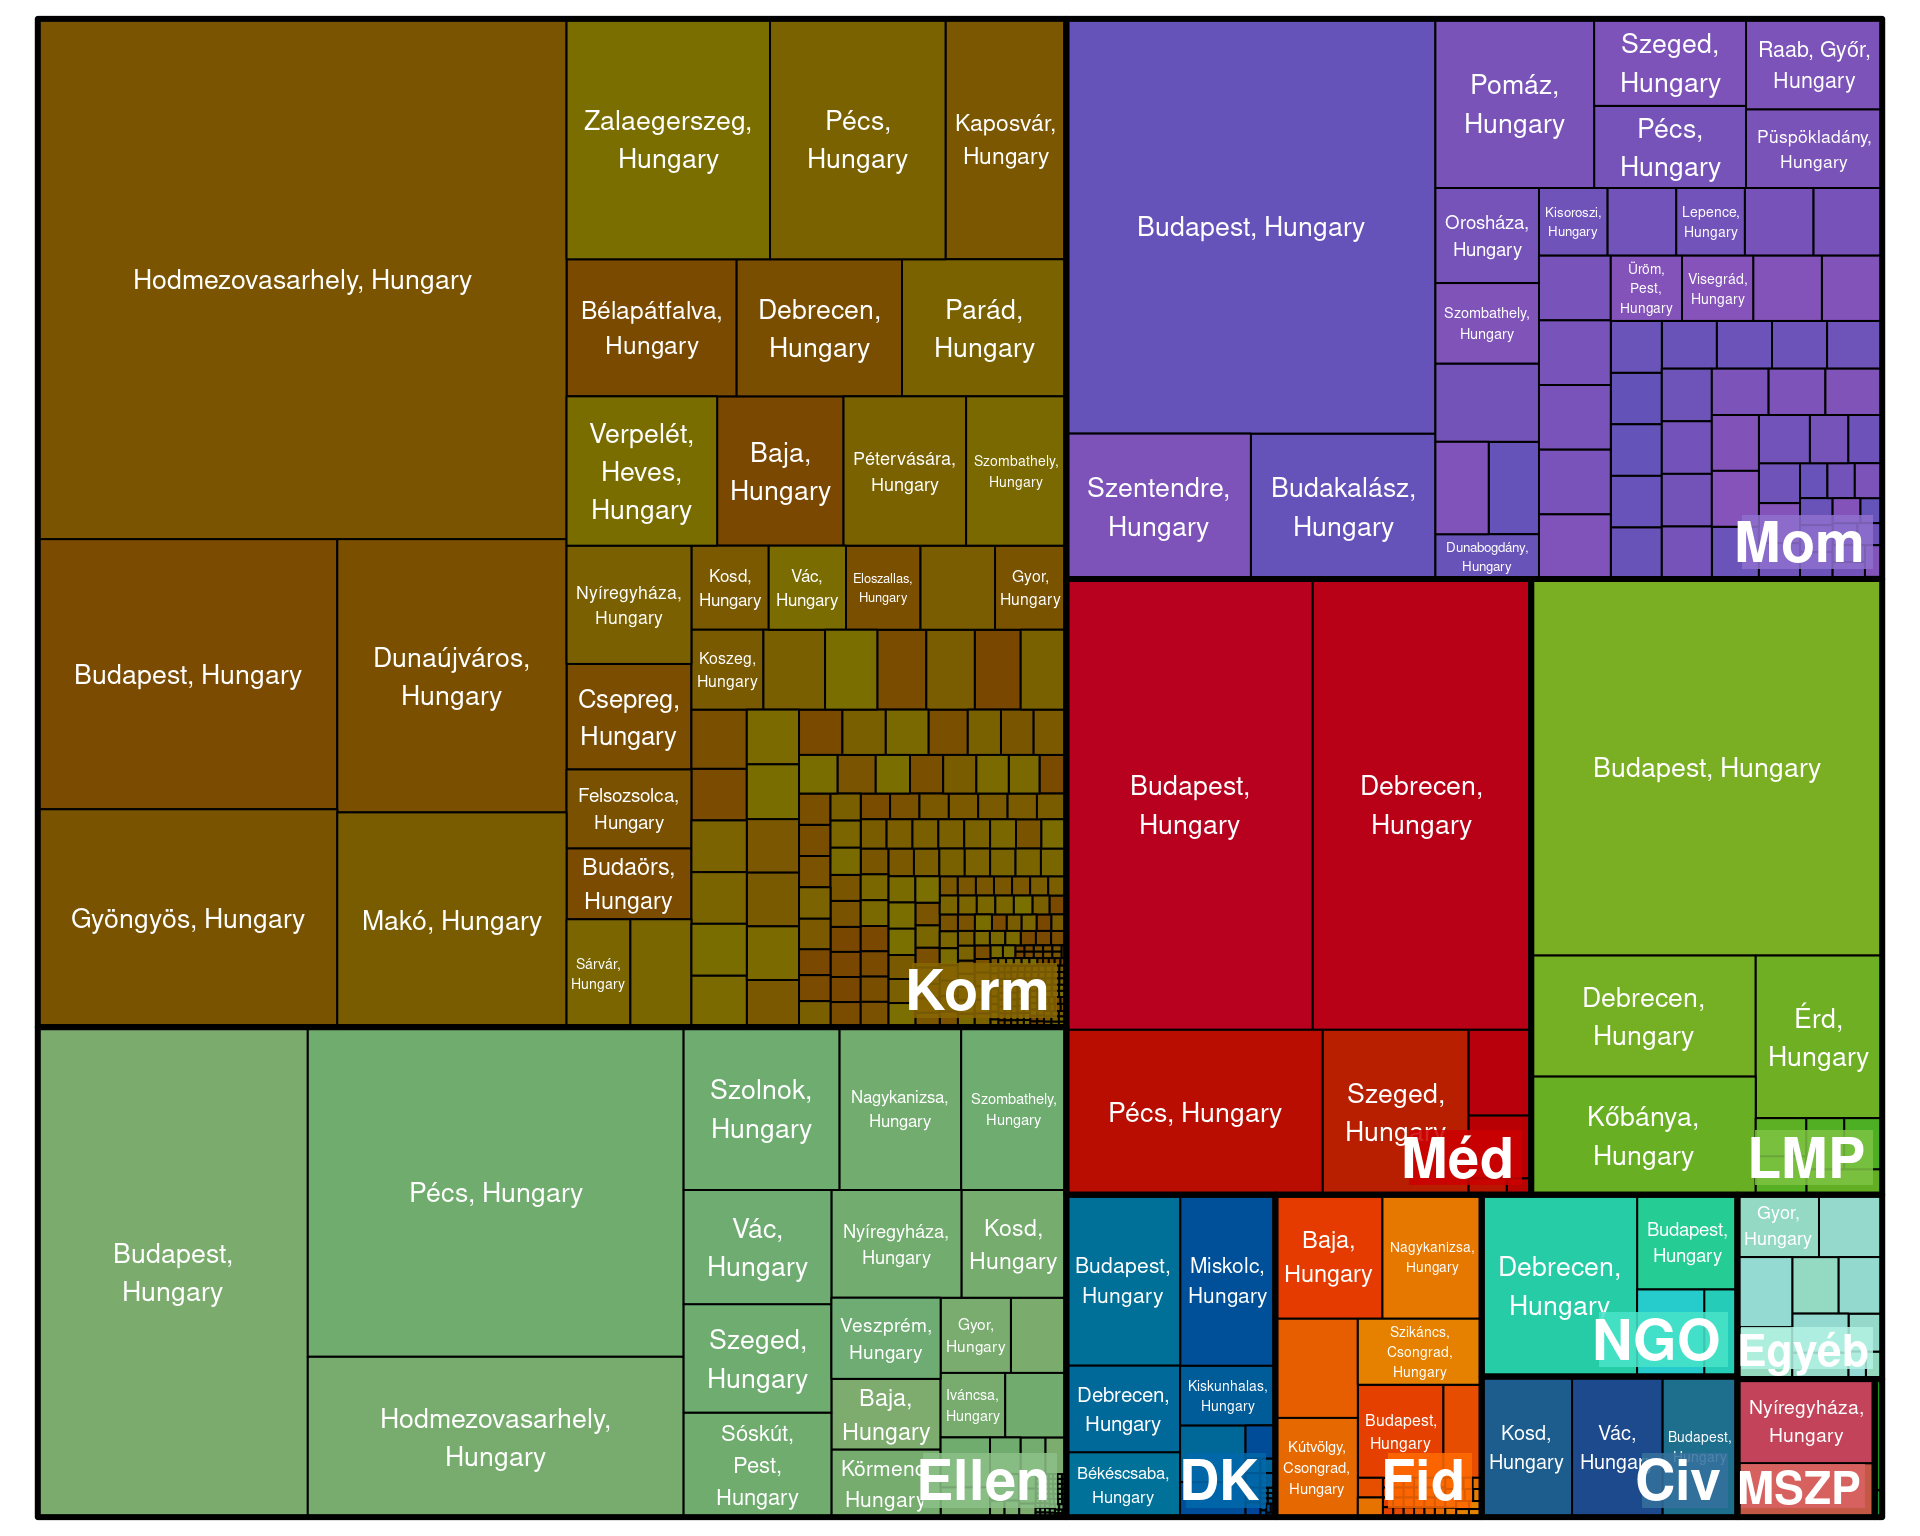 Hodmezovasarhely, Hungary
Zalaegerszeg,
Hungary
Pécs,
Hungary
Kaposvár,
Hungary
Bélapátfalva,
Hungary
Debrecen,
Hungary
Parád,
Hungary
Verpelét,
Heves,
Hungary
Baja,
Hungary
Pétervására,
Hungary
Szombathely,
Hungary
Budapest, Hungary
Dunaújváros,
Hungary
Gyöngyös, Hungary
Makó, Hungary
Nyíregyháza,
Hungary
Kosd,
Hungary
Vác,
Hungary
Eloszallas,
Hungary
Gyor,
Hungary
Koszeg,
Hungary
Csepreg,
Hungary
Felsozsolca,
Hungary
Budaörs,
Hungary
Sárvár,
Hungary
Korm
Budapest, Hungary
Pomáz,
Hungary
Szeged,
Hungary
Raab, Győr,
Hungary
Pécs,
Hungary
Püspökladány,
Hungary
Orosháza,
Hungary
Kisoroszi,
Hungary
Lepence,
Hungary
Szombathely,
Hungary
Üröm,
Pest,
Hungary
Visegrád,
Hungary
Szentendre,
Hungary
Budakalász,
Hungary
Dunabogdány,
Hungary
Mom
Budapest,
Hungary
Debrecen,
Hungary
Pécs, Hungary
Szeged,
Hungary
Méd
Budapest, Hungary
Debrecen,
Hungary
Érd,
Hungary
Kőbánya,
Hungary
LMP
Budapest,
Hungary
Pécs, Hungary
Hodmezovasarhely,
Hungary
Szolnok,
Hungary
Nagykanizsa,
Hungary
Szombathely,
Hungary
Vác,
Hungary
Nyíregyháza,
Hungary
Kosd,
Hungary
Szeged,
Hungary
Veszprém,
Hungary
Gyor,
Hungary
Baja,
Hungary
Iváncsa,
Hungary
Sóskút,
Pest,
Hungary
Körmend,
Hungary
Ellen
Budapest,
Hungary
Miskolc,
Hungary
Debrecen,
Hungary
Kiskunhalas,
Hungary
Békéscsaba,
Hungary
DK
Baja,
Hungary
Nagykanizsa,
Hungary
Szikáncs,
Csongrad,
Hungary
Budapest,
Hungary
Kútvölgy,
Csongrad,
Hungary
Fid
Debrecen,
Hungary
Budapest,
Hungary
NGO
Gyor,
Hungary
Egyéb
Kosd,
Hungary
Vác,
Hungary
Budapest,
Hungary
Civ
Nyíregyháza,
Hungary
MSZP